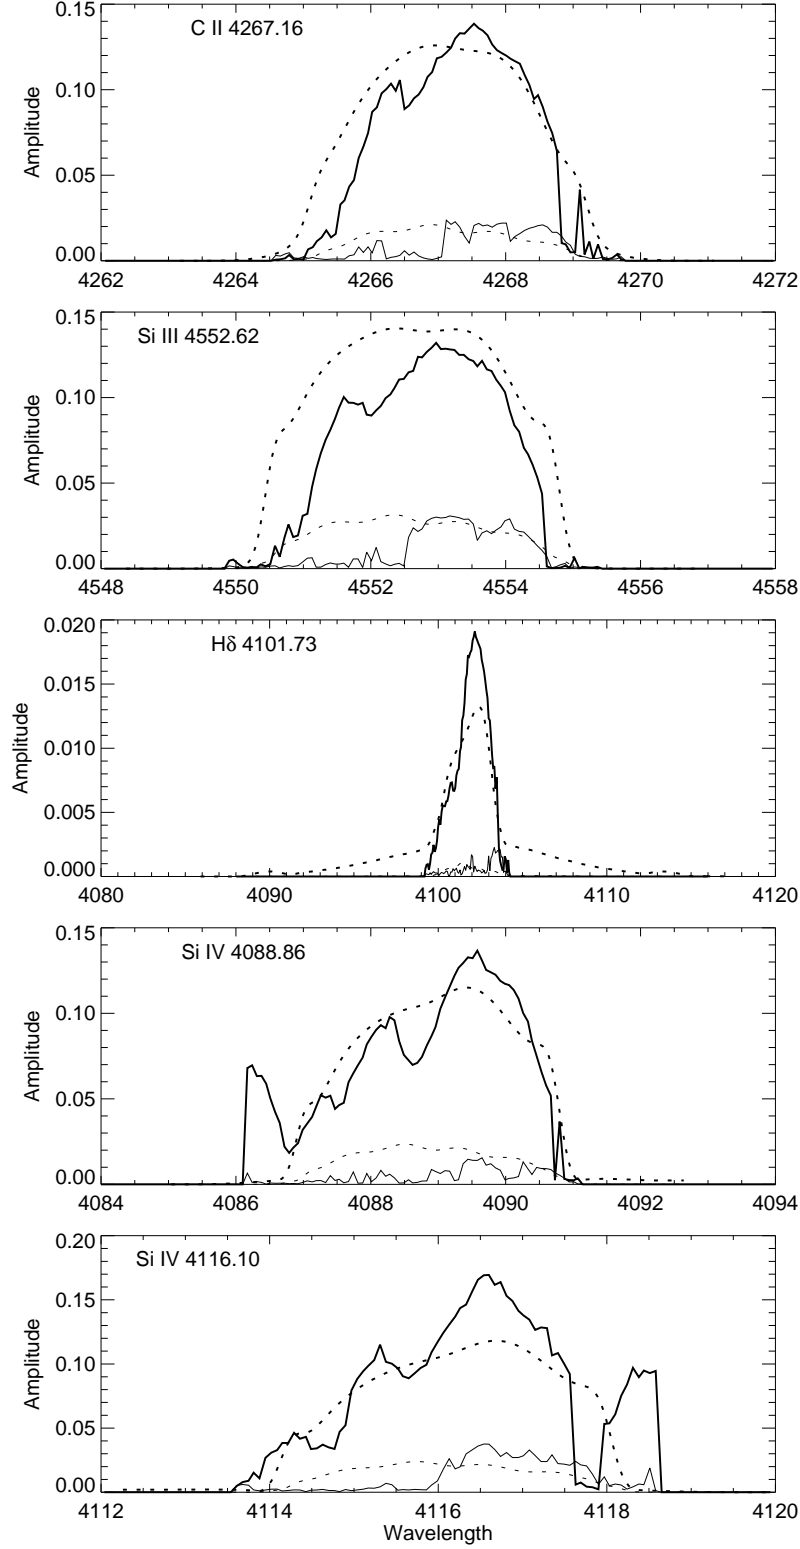 C II 4267.16
0.15
0.10
0.05
0.00
Amplitude
4262 4264 4266 4268 4270 4272
Si III 4552.62
0.15
0.10
0.05
0.00
Amplitude
4548 4550 4552 4554 4556 4558
Hδ 4101.73
0.020
0.015
0.010
0.005
0.000
Amplitude
4080 4090 4100 4110 4120
Si IV 4088.86
0.15
0.10
0.05
0.00
Amplitude
4084 4086 4088 4090 4092 4094
Si IV 4116.10
0.20
0.15
0.10
0.05
0.00
Amplitude
4112 4114 4116 4118 4120
Wavelength